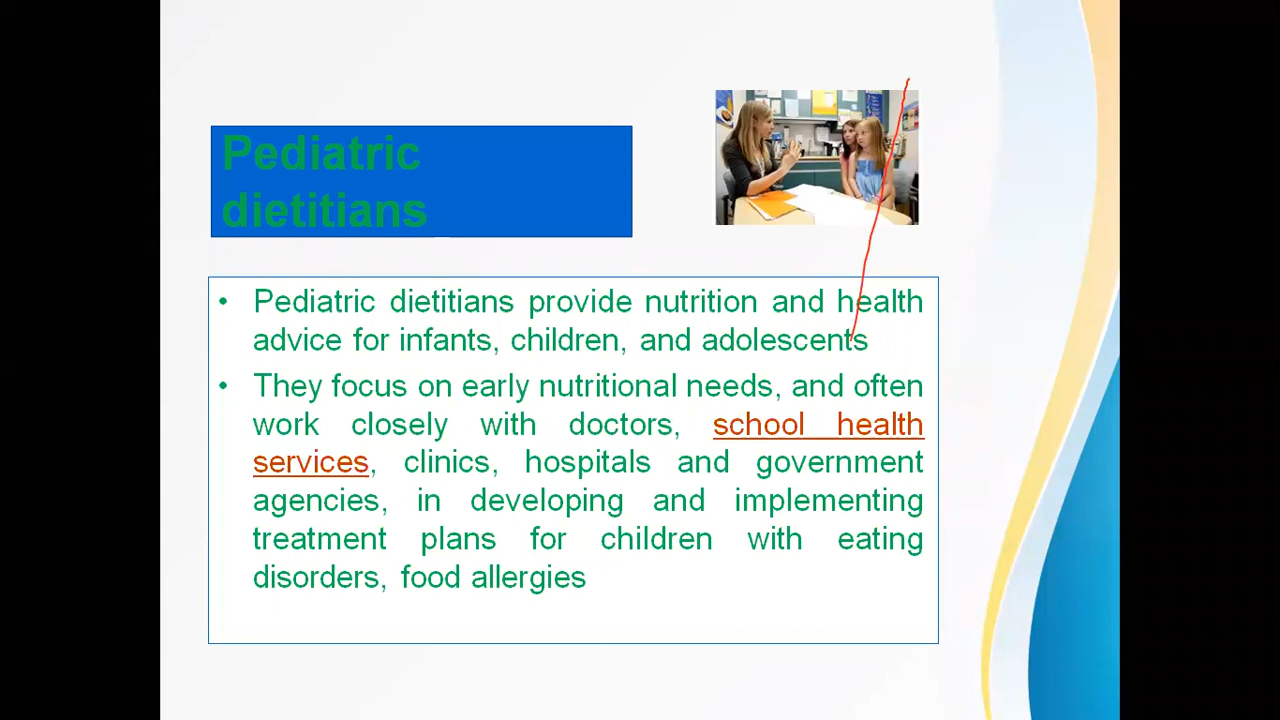 Pediatric
dietitians
• Pediatric dietitians provide nutrition and health
advice for infants, children, and adolescents
• They focus on early nutritional needs, and often
work closely with doctors, school health
services, clinics, hospitals and government
agencies, in developing and implementing
treatment plans for children with eating
disorders, food allergies